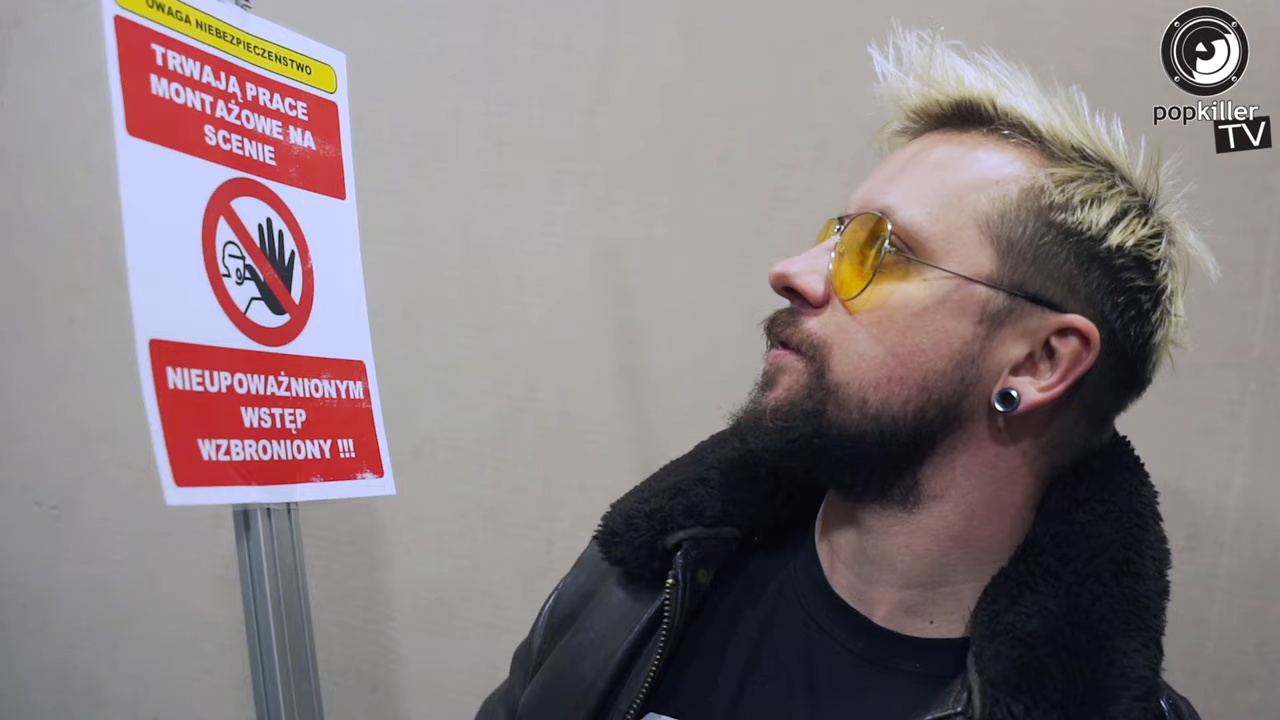 UWAGA NIEBEZPIECZEŃSTWO
TRWAJĄ PRACE
MONTAŻOWE NA
SCENIE
NIEUPOWAŻNIONYM
WSTĘP
WZBRONIONY !!!
popkiller
TV